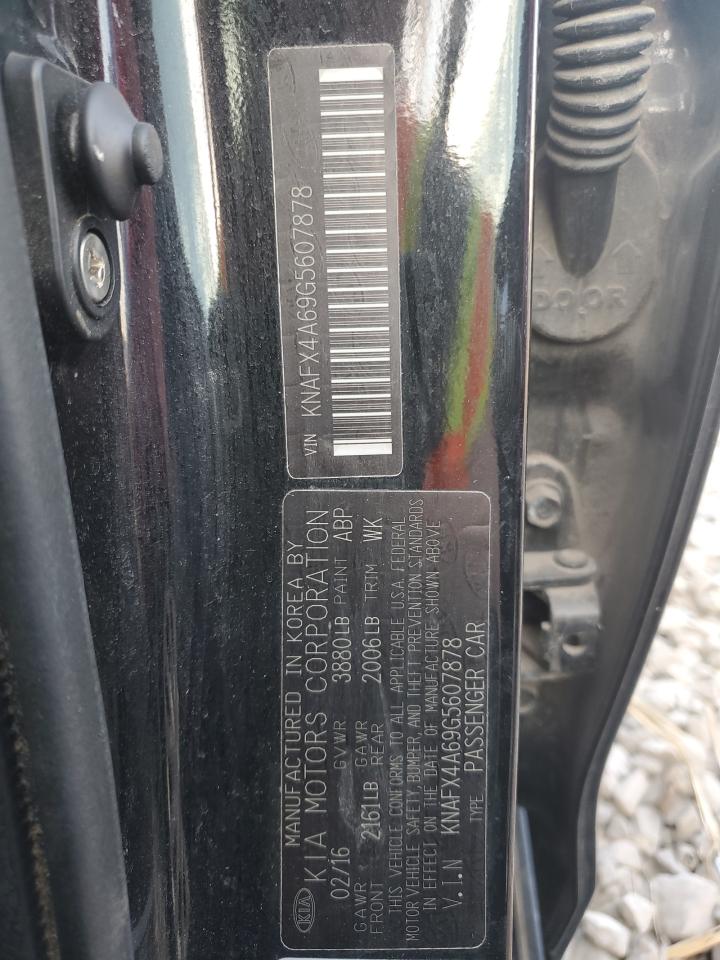 VIN KNAFX4A69G5607878
MANUFACTURED IN KOREA BY
KIA MOTORS CORPORATION
02/16 GVWR 3880LB PAINT ABP
GAWR FRONT 2161LB GAWR REAR 2006LB TRIM WK
THIS VEHICLE CONFORMS TO ALL APPLICABLE U.S.A. FEDERAL
MOTOR VEHICLE SAFETY, BUMPER, AND THEFT PREVENTION STANDARDS
IN EFFECT ON THE DATE OF MANUFACTURE SHOWN ABOVE
V.I.N KNAFX4A69G5607878
TYPE PASSENGER CAR
KIA
DOOR